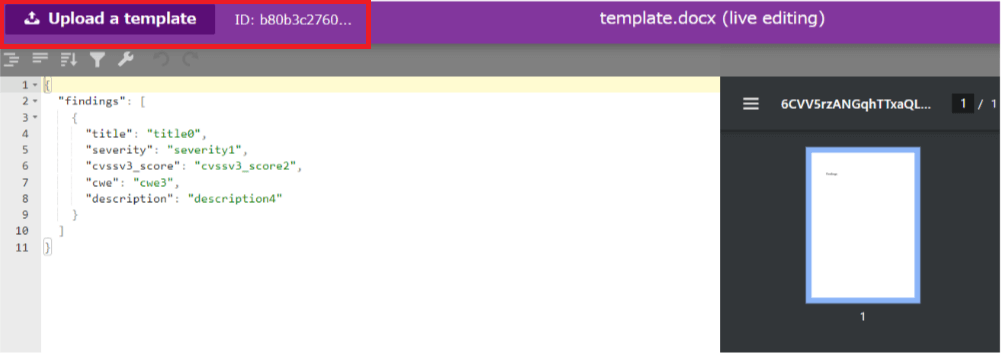 Upload a template ID: b80b3c2760... template.docx (live editing)
1 {
2 "findings": [
3 {
4 "title": "title0",
5 "severity": "severity1",
6 "cvssv3_score": "cvssv3_score2",
7 "cwe": "cwe3",
8 "description": "description4"
9 }
10 ]
11 }
6CVV5rzANGqhTTxaQL... 1 / 1
1